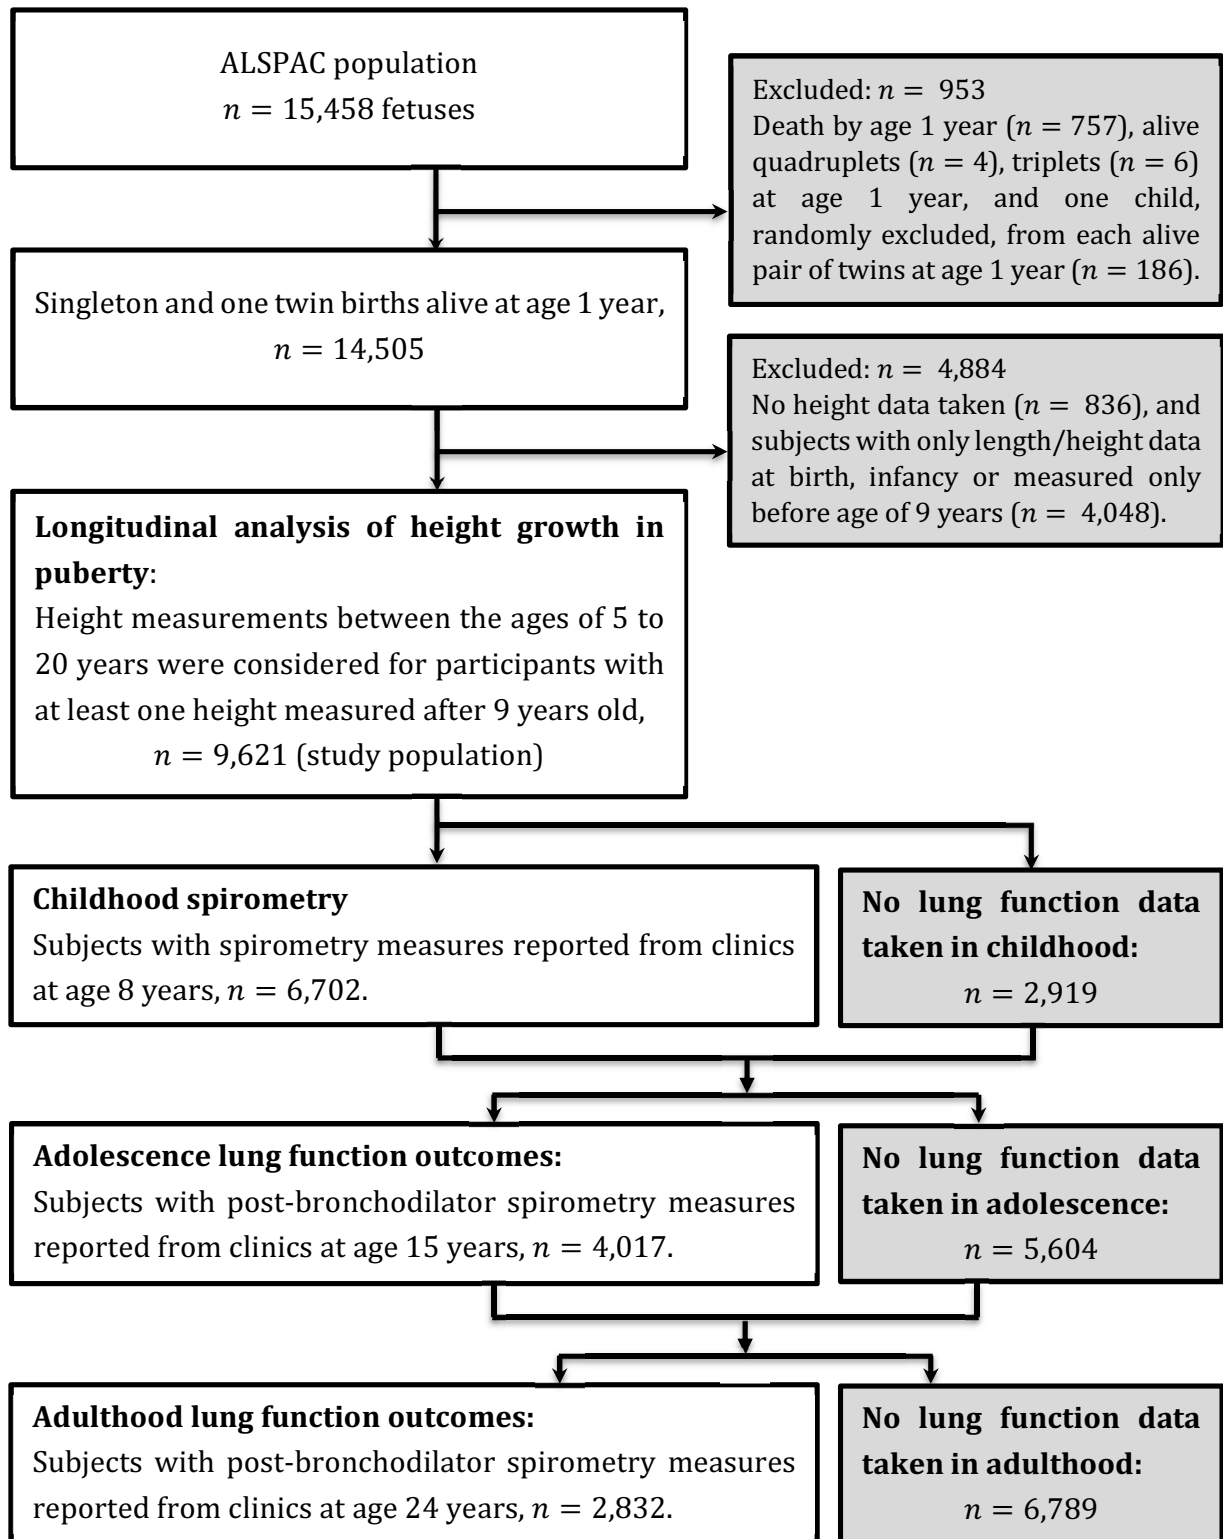 ALSPAC population
n = 15,458 fetuses
Excluded: n = 953
Death by age 1 year (n = 757), alive
quadruplets (n = 4), triplets (n = 6)
at age 1 year, and one child,
randomly excluded, from each alive
pair of twins at age 1 year (n = 186).
Singleton and one twin births alive at age 1 year,
n = 14,505
Excluded: n = 4,884
No height data taken (n = 836), and
subjects with only length/height data
at birth, infancy or measured only
before age of 9 years (n = 4,048).
Longitudinal analysis of height growth in
puberty:
Height measurements between the ages of 5 to
20 years were considered for participants with
at least one height measured after 9 years old,
n = 9,621 (study population)
Childhood spirometry
Subjects with spirometry measures reported from clinics
at age 8 years, n = 6,702.
No lung function data
taken in childhood:
n = 2,919
Adolescence lung function outcomes:
Subjects with post-bronchodilator spirometry measures
reported from clinics at age 15 years, n = 4,017.
No lung function data
taken in adolescence:
n = 5,604
Adulthood lung function outcomes:
Subjects with post-bronchodilator spirometry measures
reported from clinics at age 24 years, n = 2,832.
No lung function data
taken in adulthood:
n = 6,789